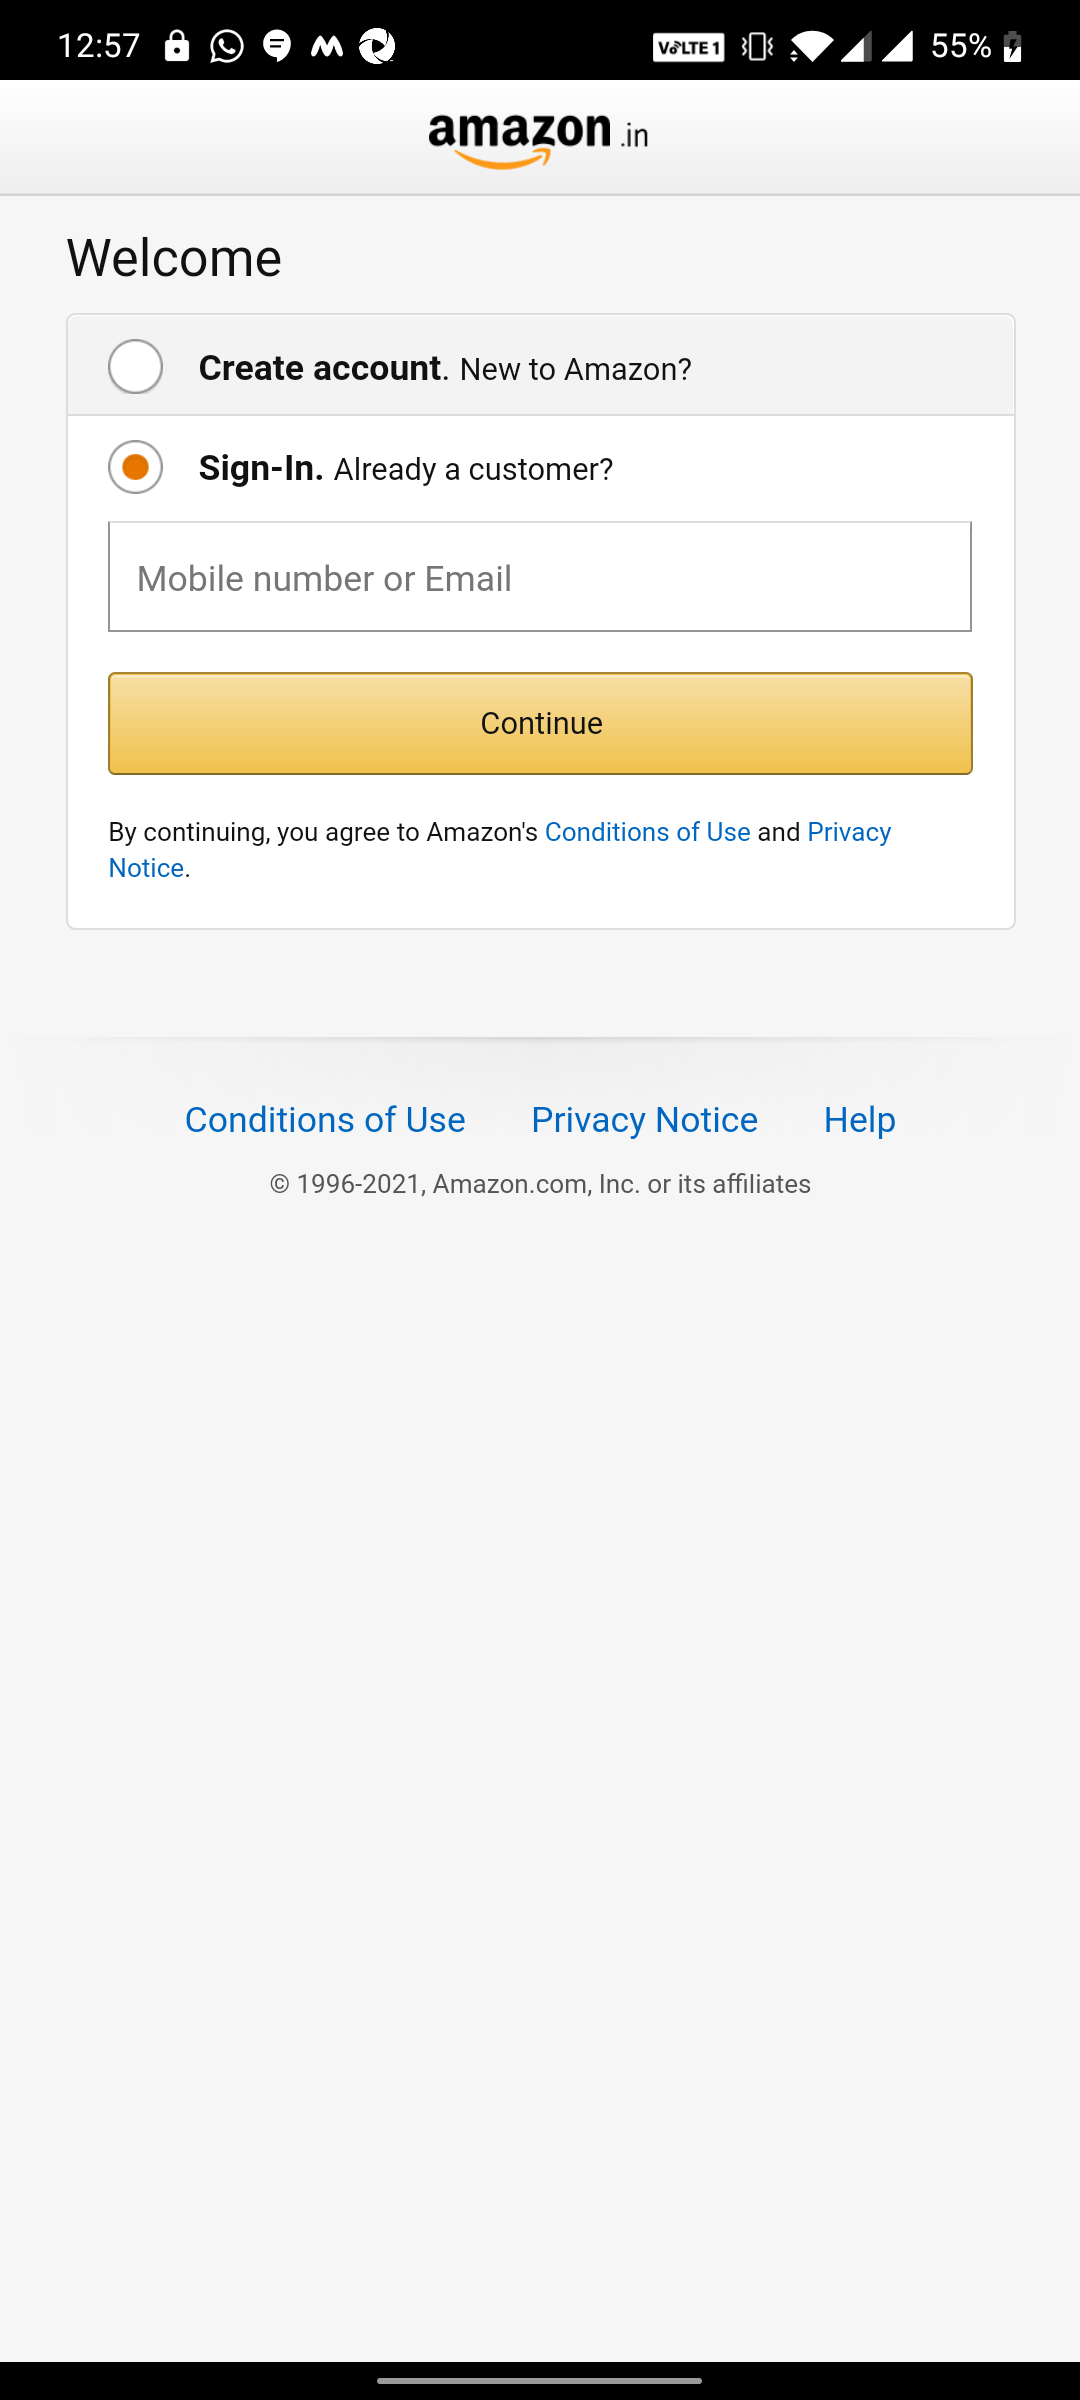 12:57 VoLTE 1 55%
amazon.in
Welcome
Create account. New to Amazon?
Sign-In. Already a customer?
Mobile number or Email
Continue
By continuing, you agree to Amazon's Conditions of Use and Privacy
Notice.
Conditions of Use Privacy Notice Help
© 1996-2021, Amazon.com, Inc. or its affiliates